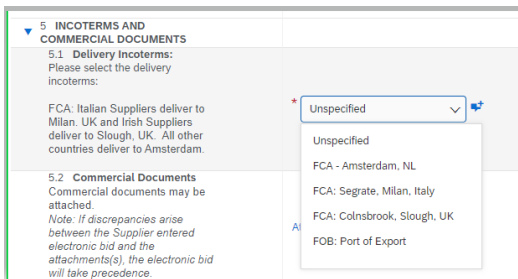 5 INCOTERMS AND
COMMERCIAL DOCUMENTS
5.1 Delivery Incoterms:
Please select the delivery
incoterms:
FCA: Italian Suppliers deliver to
Milan. UK and Irish Suppliers
deliver to Slough, UK. All other
countries deliver to Amsterdam.
* Unspecified
Unspecified
FCA - Amsterdam, NL
FCA: Segrate, Milan, Italy
FCA: Colnsbrook, Slough, UK
FOB: Port of Export
5.2 Commercial Documents
Commercial documents may be
attached.
Note: If discrepancies arise
between the Supplier entered
electronic bid and the
attachments(s), the electronic bid
will take precedence.